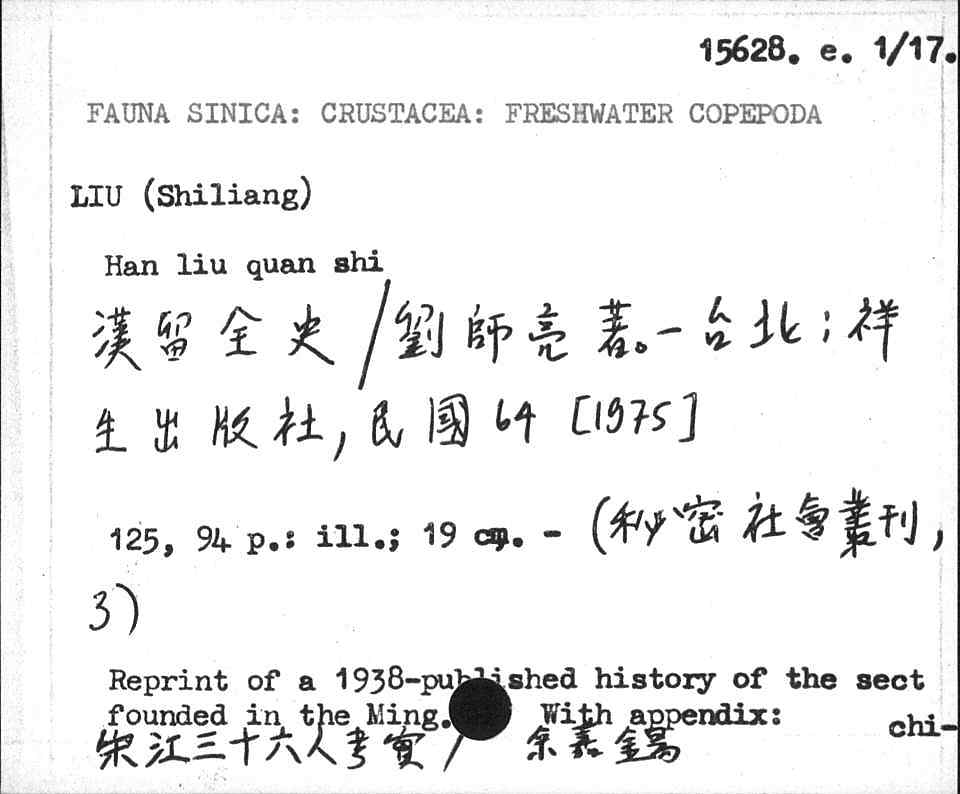 15628. e. 1/17.
FAUNA SINICA: CRUSTACEA: FRESHWATER COPEPODA
LIU (Shiliang)
Han liu quan shi
漢留全史/劉師亮著。—台北;祥
生出版社,民國64 [1975]
125, 94 p.: ill.; 19 cm. - (秘密社會叢刊,
3)
Reprint of a 1938-published history of the sect
founded in the Ming. With appendix:
chi-
宋江三十六人考實/ 余嘉錫